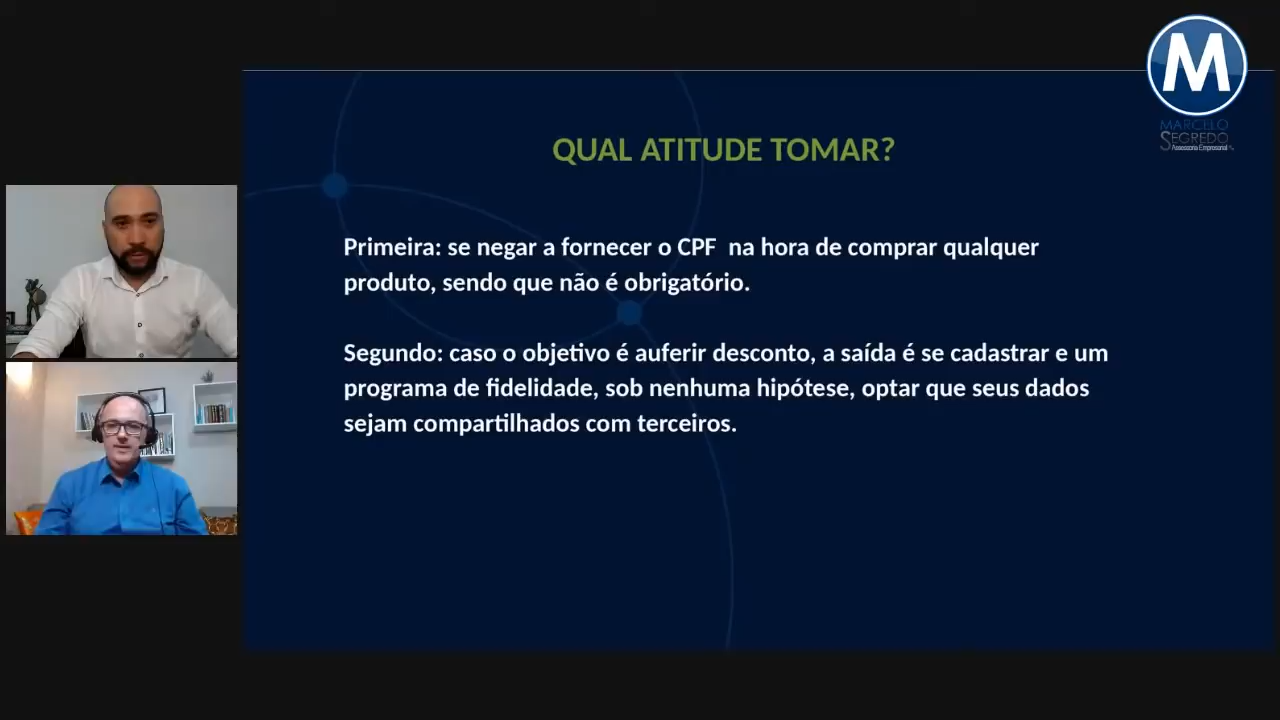 M
MARCELO
SEGREDO
Assessoria Empresarial
QUAL ATITUDE TOMAR?
Primeira: se negar a fornecer o CPF  na hora de comprar qualquer
produto, sendo que não é obrigatório.
Segundo: caso o objetivo é auferir desconto, a saída é se cadastrar e um
programa de fidelidade, sob nenhuma hipótese, optar que seus dados
sejam compartilhados com terceiros.